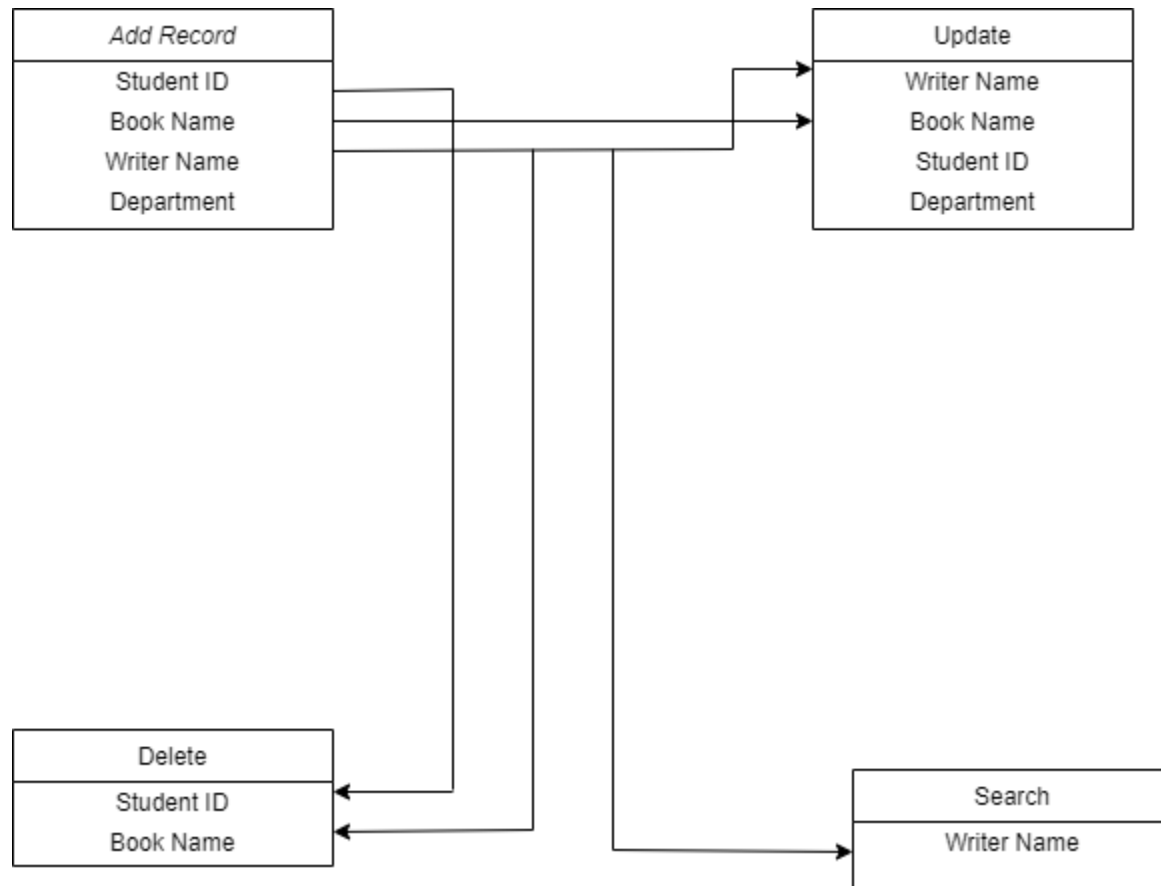 Add Record
Student ID
Book Name
Writer Name
Department
Update
Writer Name
Book Name
Student ID
Department
Delete
Student ID
Book Name
Search
Writer Name